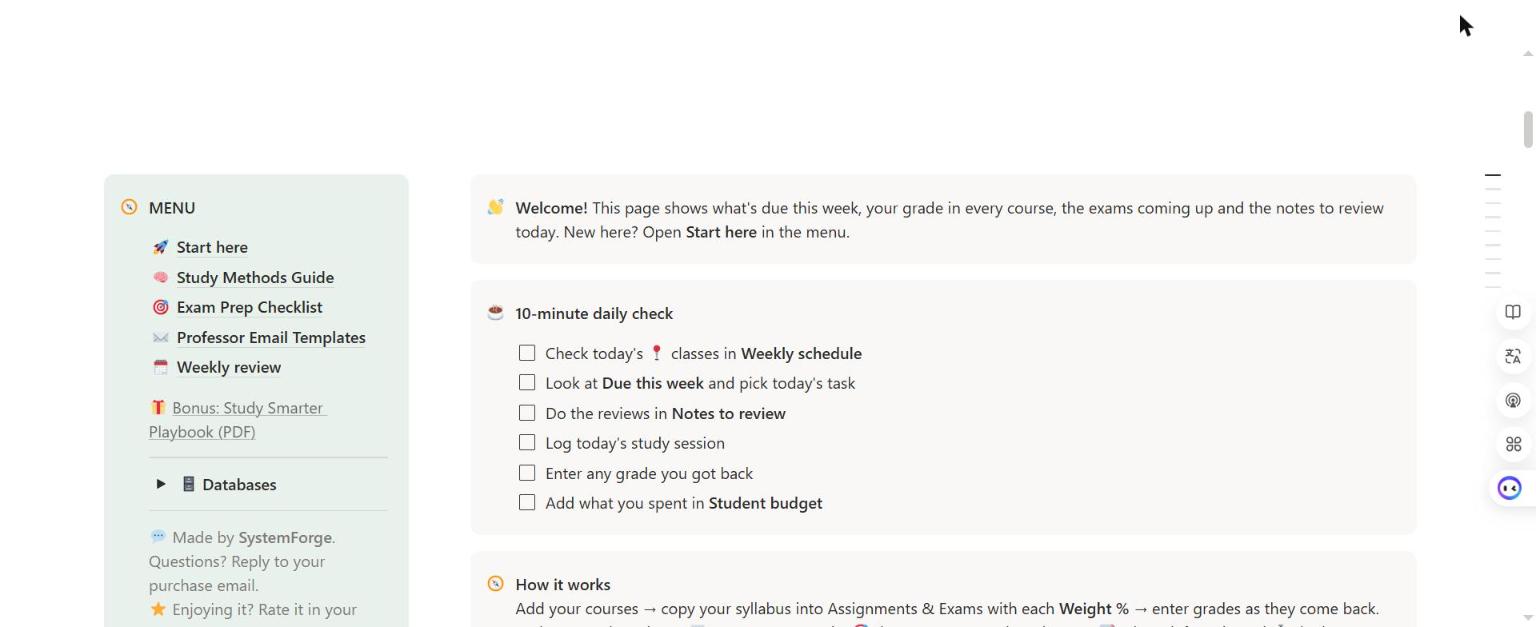 MENU
Start here
Study Methods Guide
Exam Prep Checklist
Professor Email Templates
Weekly review
Bonus: Study Smarter
Playbook (PDF)
Databases
Made by SystemForge.
Questions? Reply to your
purchase email.
Enjoying it? Rate it in your
Welcome! This page shows what's due this week, your grade in every course, the exams coming up and the notes to review
today. New here? Open Start here in the menu.
10-minute daily check
Check today's 📍 classes in Weekly schedule
Look at Due this week and pick today's task
Do the reviews in Notes to review
Log today's study session
Enter any grade you got back
Add what you spent in Student budget
How it works
Add your courses → copy your syllabus into Assignments & Exams with each Weight % → enter grades as they come back.